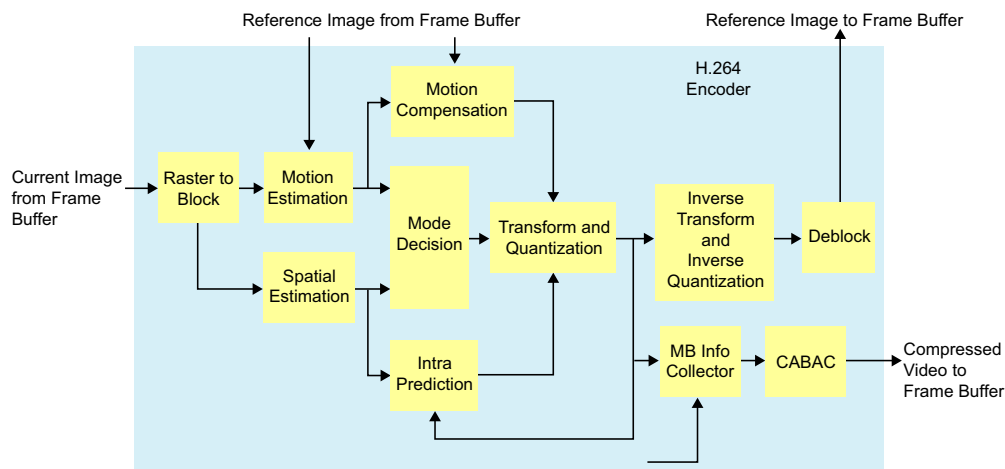 Reference Image from Frame Buffer
Reference Image to Frame Buffer
H.264
Encoder
Motion
Compensation
Current Image
from Frame
Buffer
Raster to
Block
Motion
Estimation
Mode
Decision
Transform and
Quantization
Inverse
Transform
and
Inverse
Quantization
Deblock
Spatial
Estimation
Intra
Prediction
MB Info
Collector
CABAC
Compressed
Video to
Frame Buffer